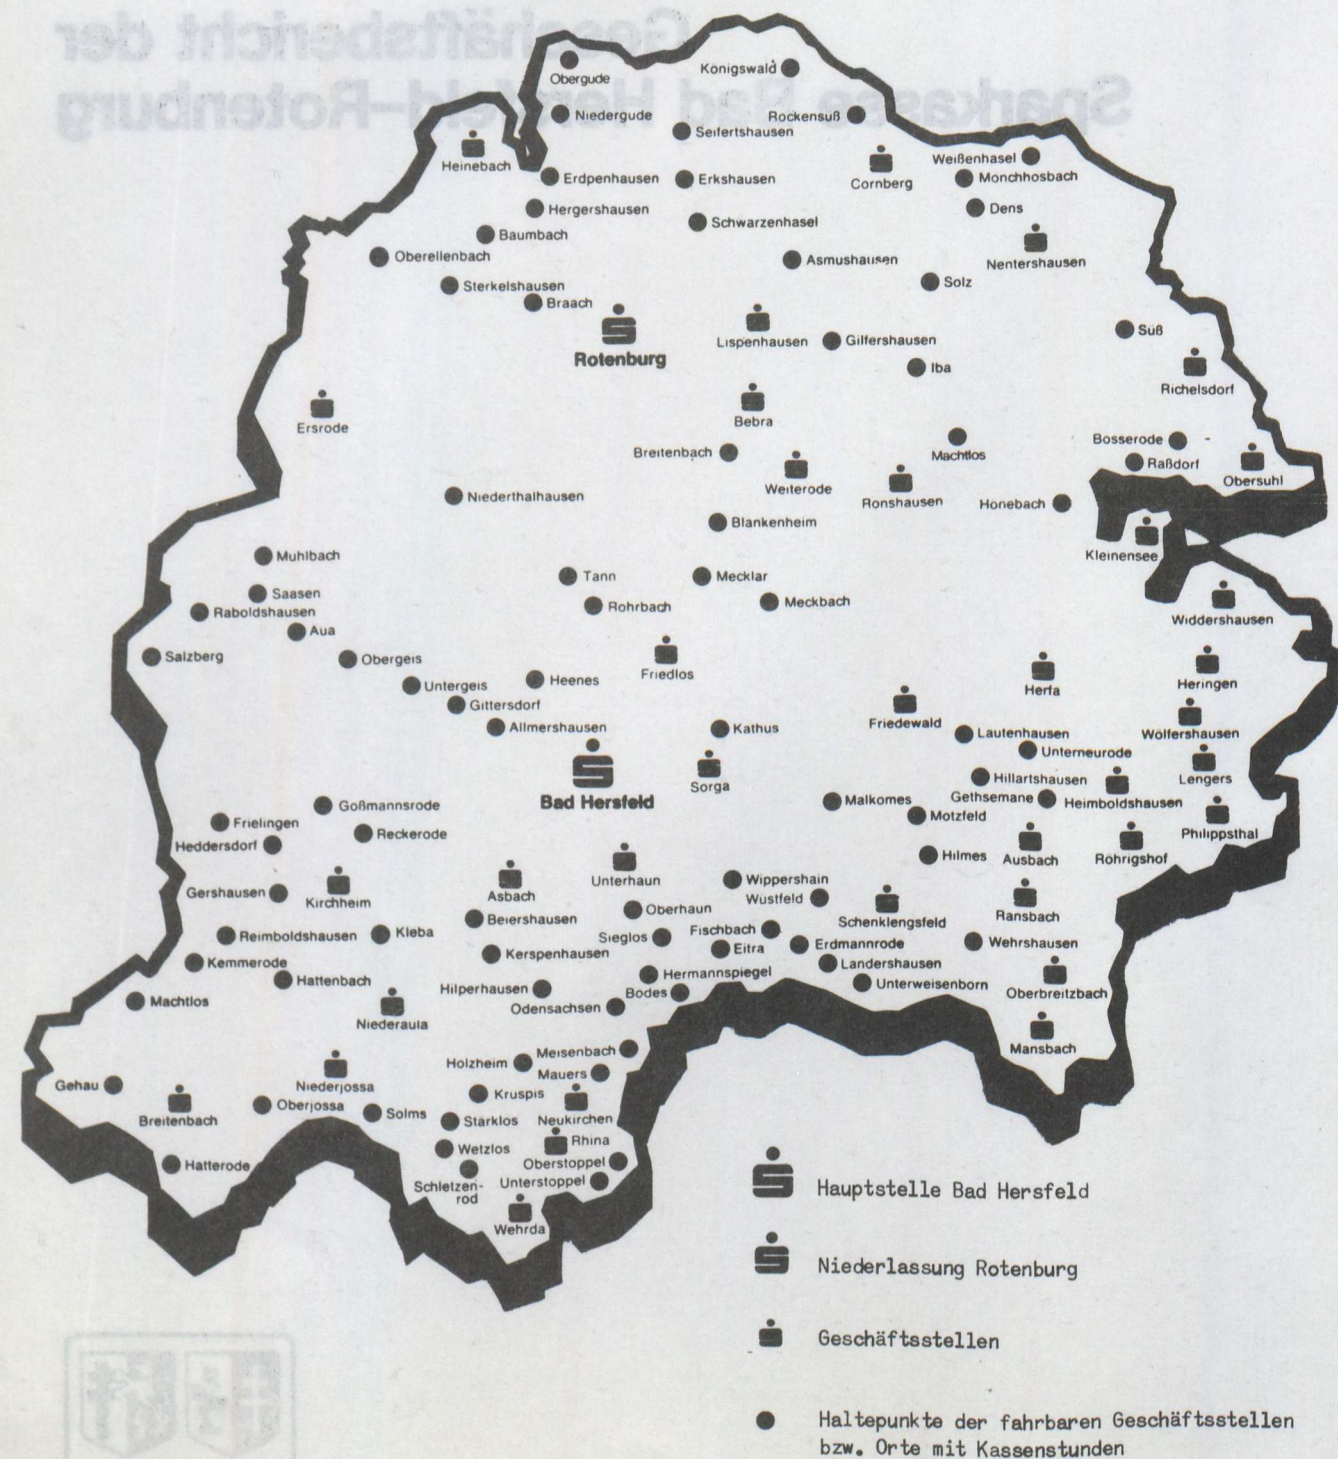 Geschäftsbericht der
Sparkasse Bad Hersfeld-Rotenburg
Obergude
Königswald
Niedergude
Rockensuß
Seifertshausen
Heinebach
Weißenhasel
Erdpenhausen
Erkshausen
Cornberg
Monchhosbach
Hergershausen
Dens
Schwarzenhasel
Baumbach
Oberellenbach
Asmushausen
Nentershausen
Sterkelshausen
Solz
Braach
Rotenburg
Lispenhausen
Gilfershausen
Suß
Iba
Richelsdorf
Ersrode
Bebra
Bosserode
Breitenbach
Machtlos
Raßdorf
Weiterode
Obersuhl
Niederthalhausen
Ronshausen
Honebach
Blankenheim
Kleinensee
Muhlbach
Tann
Mecklar
Saasen
Rohrbach
Meckbach
Raboldshausen
Widdershausen
Aua
Salzberg
Obergeis
Friedlos
Untergeis
Heenes
Herfa
Heringen
Gittersdorf
Friedewald
Allmershausen
Kathus
Lautenhausen
Wölfershausen
Unterneurode
Bad Hersfeld
Sorga
Hillartshausen
Lengers
Goßmannsrode
Malkomes
Gethsemane
Heimboldshausen
Frielingen
Motzfeld
Reckerode
Philippsthal
Heddersdorf
Hilmes
Ausbach
Röhrigshof
Unterhaun
Wippershain
Gershausen
Kirchheim
Asbach
Wüstfeld
Oberhaun
Schenklengsfeld
Ransbach
Beiershausen
Reimboldshausen
Kleba
Sieglos
Fischbach
Eitra
Erdmannrode
Wehrshausen
Kerspenhausen
Kemmerode
Landershausen
Hattenbach
Hermannspiegel
Unterweisenborn
Oberbreitzbach
Hilperhausen
Bodes
Machtlos
Odensachsen
Niederaula
Mansbach
Meisenbach
Holzheim
Mauers
Gehau
Niederjossa
Kruspis
Oberjossa
Solms
Breitenbach
Starklos
Neukirchen
Rhina
Wetzlos
Hatterode
Oberstoppel
Schletzen-
rod
Unterstoppel
Wehrda
Hauptstelle Bad Hersfeld
Niederlassung Rotenburg
Geschäftsstellen
Haltepunkte der fahrbaren Geschäftsstellen
bzw. Orte mit Kassenstunden